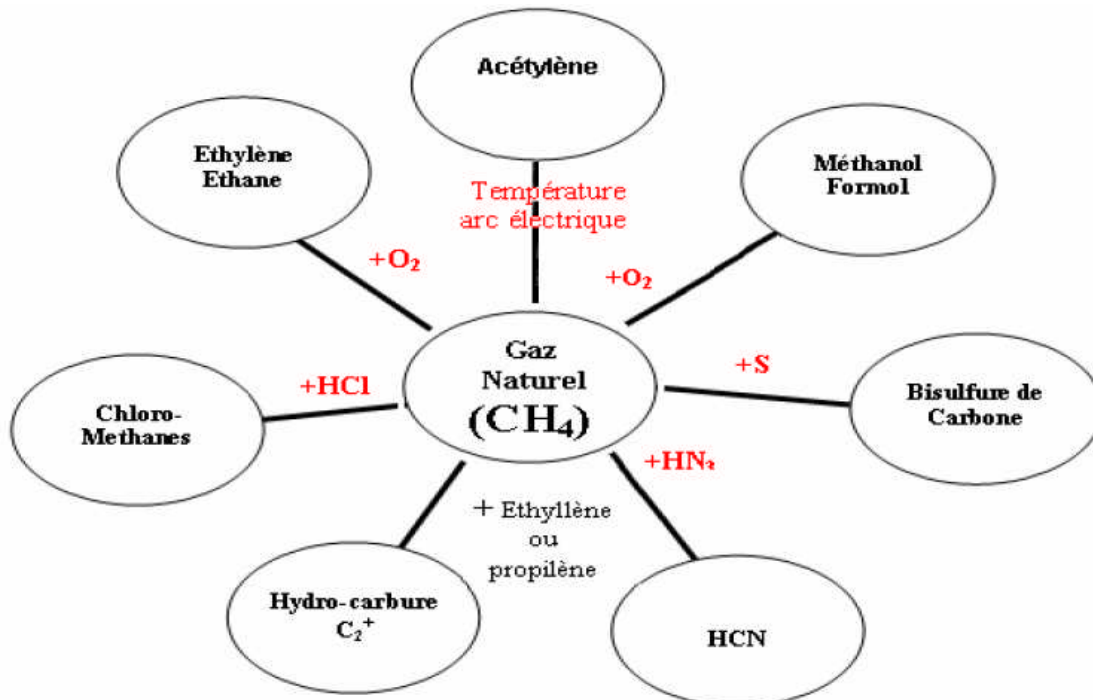 Acétylène
Ethylène
Ethane
Méthanol
Formol
Température
arc électrique
+O₂
+O₂
Gaz
Naturel
(CH₄)
+HCl
+S
Chloro-
Methanes
Bisulfure de
Carbone
+HN₃
+ Ethyllène
ou
propilène
Hydro-carbure
C₂⁺
HCN